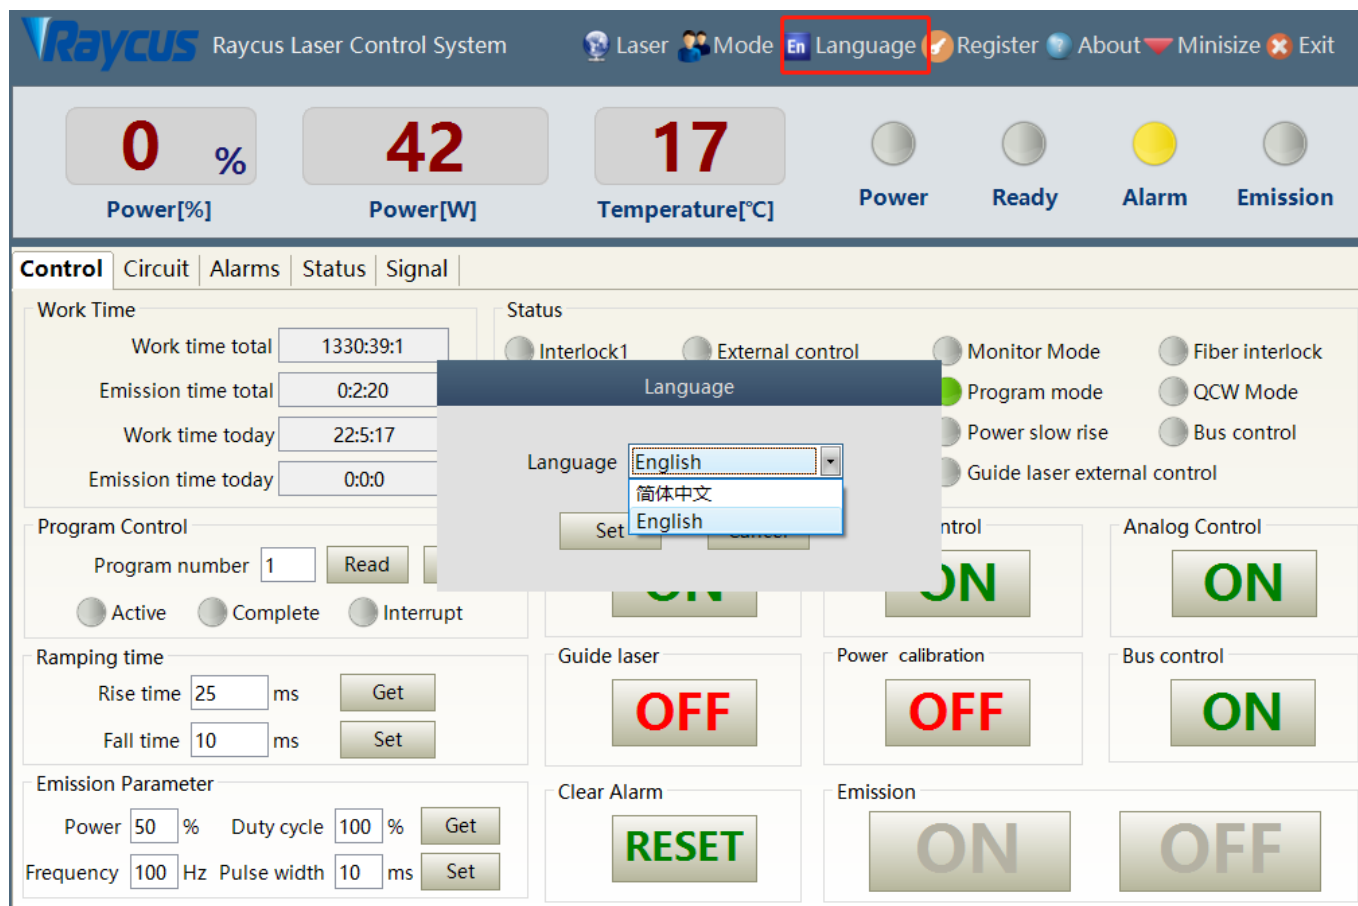 Raycus Raycus Laser Control System Laser Mode En Language Register About Minisize Exit
0 % 42 17
Power[%] Power[W] Temperature[℃] Power Ready Alarm Emission
Control Circuit Alarms Status Signal
Work Time
Work time total 1330:39:1
Emission time total 0:2:20
Work time today 22:5:17
Emission time today 0:0:0
Status
Interlock1 External control Monitor Mode Fiber interlock
Program mode QCW Mode
Power slow rise Bus control
Guide laser external control
Language
Language English
简体中文
English
Set Cancel
Program Control
Program number 1 Read
Active Complete Interrupt
ON
ntrol
ON
Analog Control
ON
Ramping time
Rise time 25 ms Get
Fall time 10 ms Set
Guide laser
OFF
Power calibration
OFF
Bus control
ON
Emission Parameter
Power 50 % Duty cycle 100 % Get
Frequency 100 Hz Pulse width 10 ms Set
Clear Alarm
RESET
Emission
ON OFF